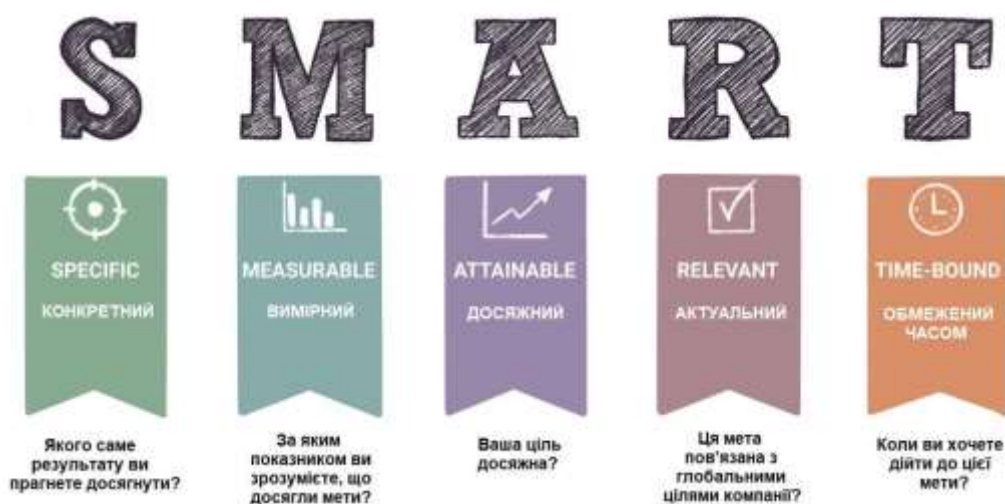 SMART
SPECIFIC
КОНКРЕТНИЙ
Якого саме
результату ви
прагнете досягнути?
MEASURABLE
ВИМІРНИЙ
За яким
показником ви
зрозумієте, що
досягли мети?
ATTAINABLE
ДОСЯЖНИЙ
Ваша ціль
досяжна?
RELEVANT
АКТУАЛЬНИЙ
Ця мета
пов'язана з
глобальними
цілями компанії?
TIME-BOUND
ОБМЕЖЕНИЙ
ЧАСОМ
Коли ви хочете
дійти до цієї
мети?